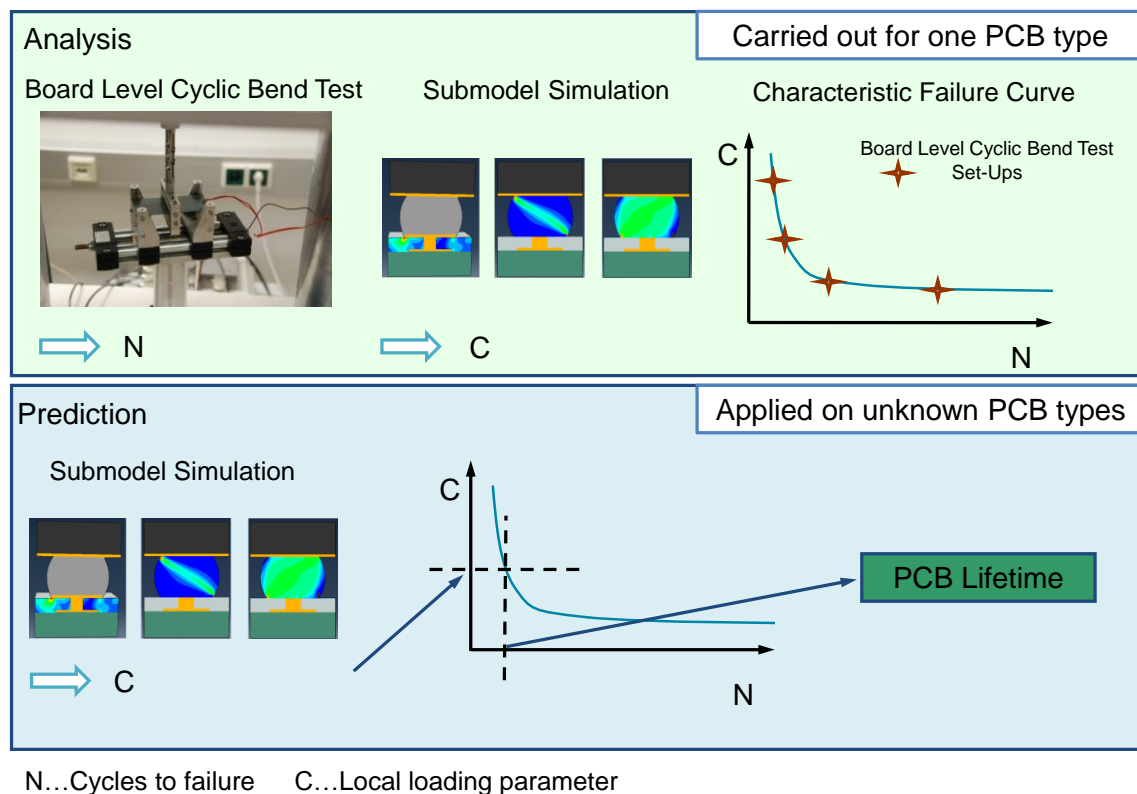 Analysis
Carried out for one PCB type
Board Level Cyclic Bend Test
Submodel Simulation
Characteristic Failure Curve
C
Board Level Cyclic Bend Test
Set-Ups
N
C
N
Prediction
Applied on unknown PCB types
Submodel Simulation
C
PCB Lifetime
C
N
N…Cycles to failure C…Local loading parameter